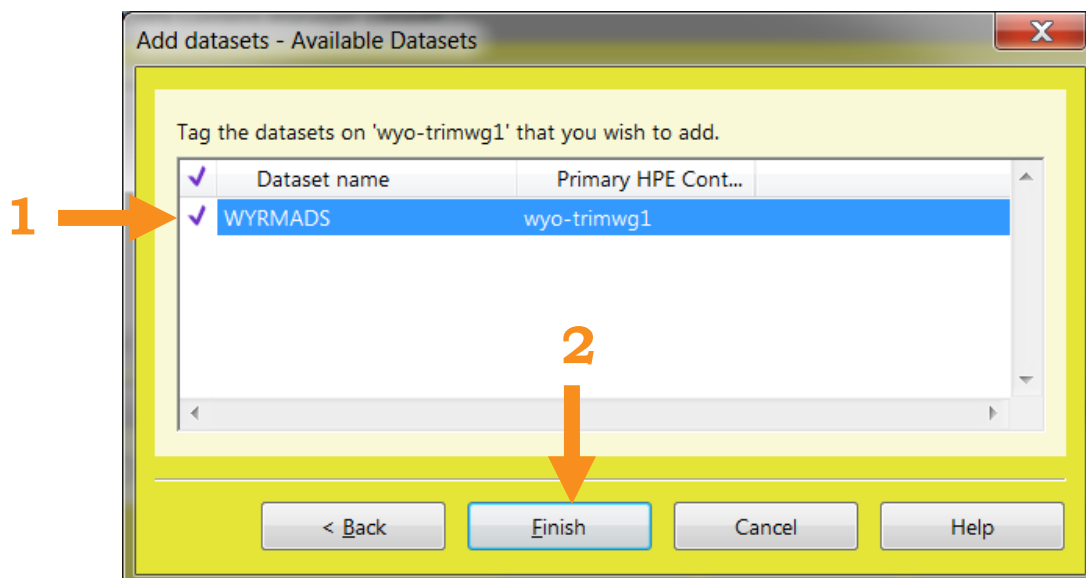 Add datasets - Available Datasets
X
Tag the datasets on 'wyo-trimwg1' that you wish to add.
Dataset name Primary HPE Cont...
1 WYRMADS wyo-trimwg1
2
< Back Finish Cancel Help